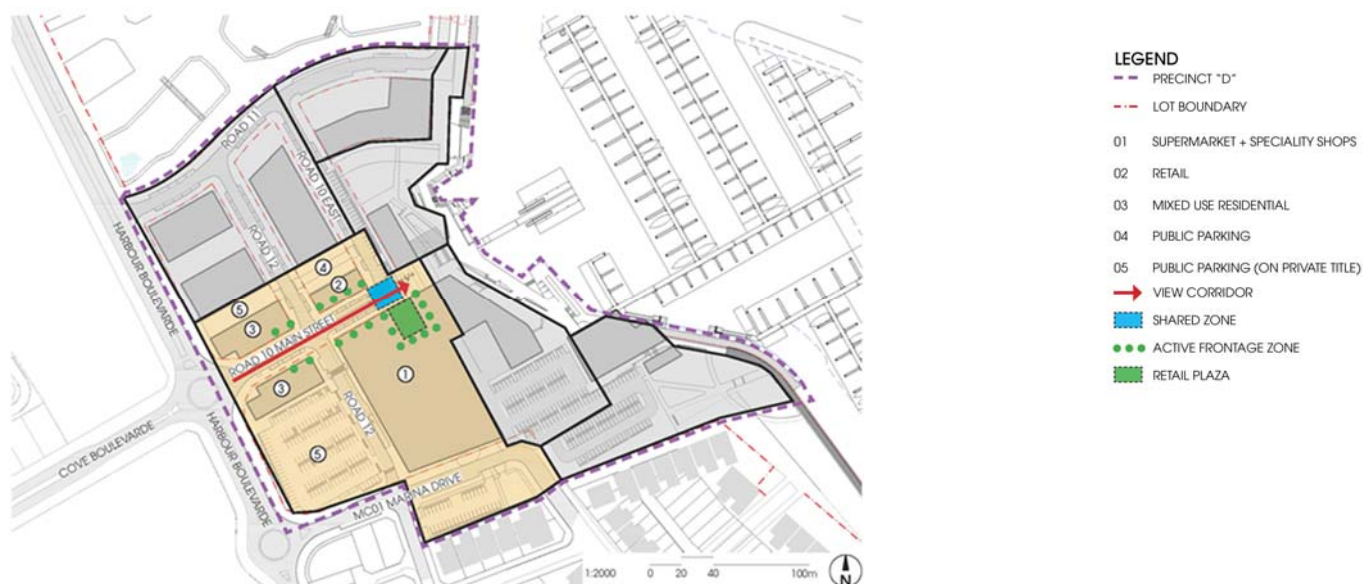 ROAD 11
ROAD 10 EAST
ROAD 12
HARBOUR BOULEVARDE
4
2
5
3
ROAD 10 MAIN STREET
3
1
ROAD 12
5
HARBOUR BOULEVARDE
COVE BOULEVARDE
MC01 MARINA DRIVE
1:2000
0 20 40 100m
N
LEGEND
PRECINCT "D"
LOT BOUNDARY
01 SUPERMARKET + SPECIALITY SHOPS
02 RETAIL
03 MIXED USE RESIDENTIAL
04 PUBLIC PARKING
05 PUBLIC PARKING (ON PRIVATE TITLE)
VIEW CORRIDOR
SHARED ZONE
ACTIVE FRONTAGE ZONE
RETAIL PLAZA